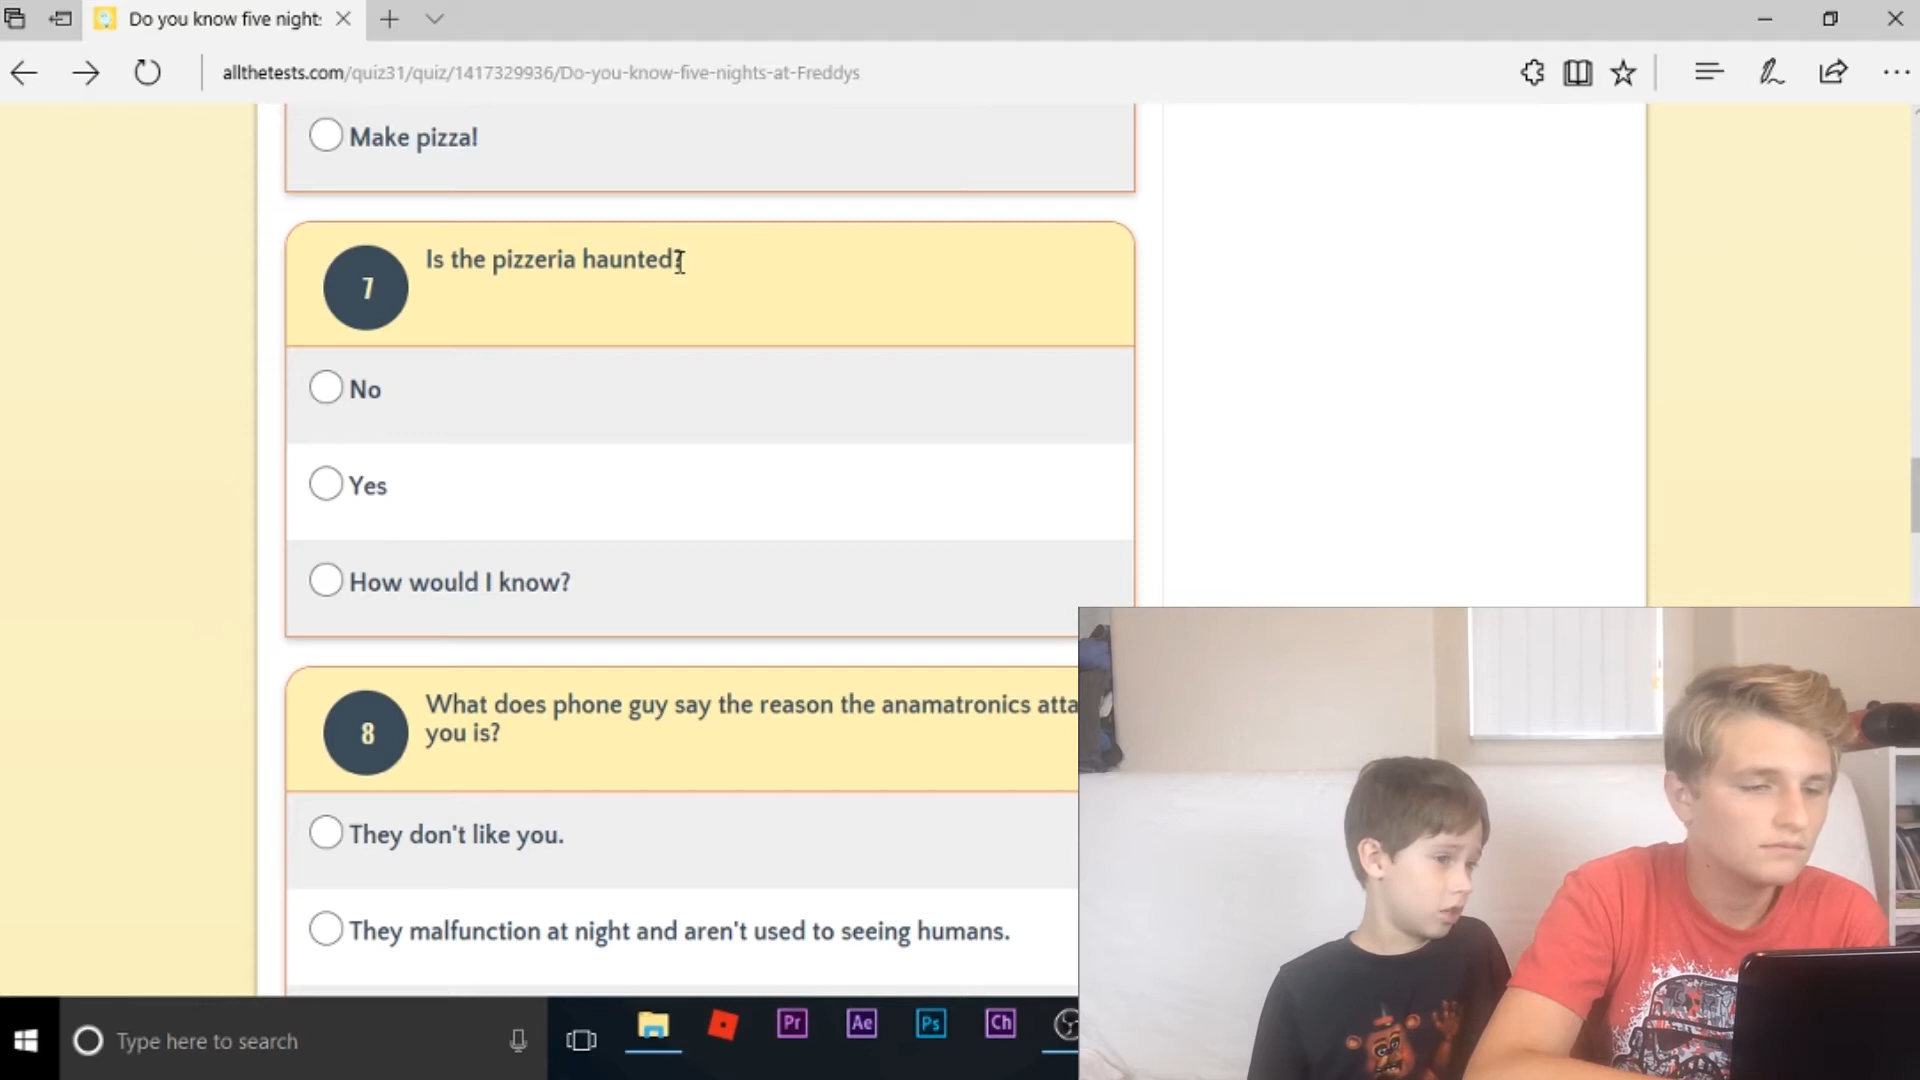 Do you know five night:
allthetests.com/quiz31/quiz/1417329936/Do-you-know-five-nights-at-Freddys
Make pizza!
7
Is the pizzeria haunted?
No
Yes
How would I know?
8
What does phone guy say the reason the anamatronics atta
you is?
They don't like you.
They malfunction at night and aren't used to seeing humans.
Type here to search
Pr
Ae
Ps
Ch